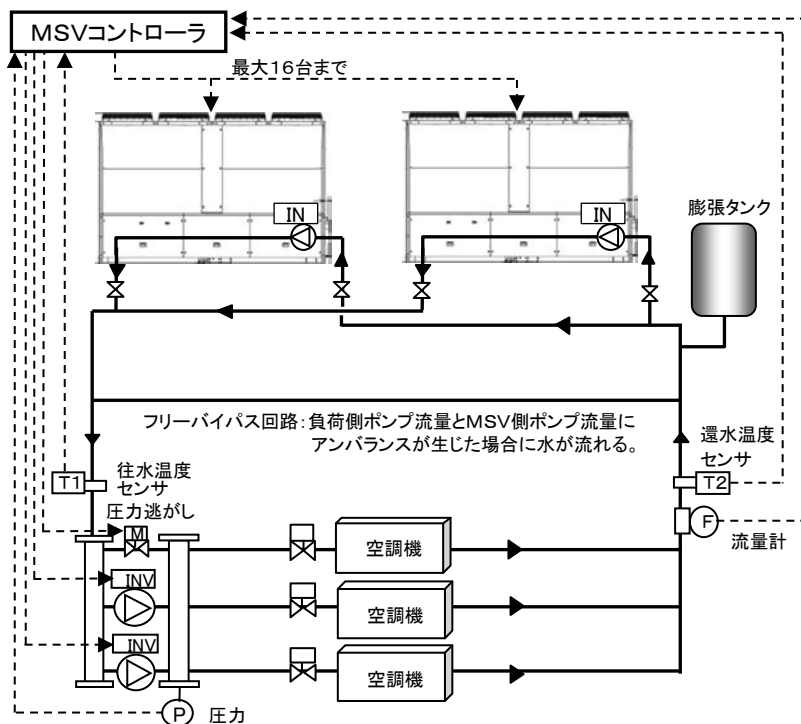 MSVコントローラ
最大16台まで
IN
IN
膨張タンク
フリーバイパス回路:負荷側ポンプ流量とMSV側ポンプ流量に
アンバランスが生じた場合に水が流れる。
還水温度
センサ
T1
往水温度
センサ
T2
圧力逃がし
M
F
流量計
空調機
INV
空調機
INV
空調機
P
圧力